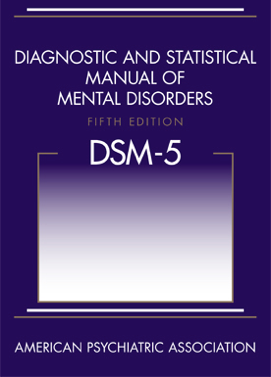 DIAGNOSTIC AND STATISTICAL
MANUAL OF
MENTAL DISORDERS
FIFTH EDITION
DSM-5
AMERICAN PSYCHIATRIC ASSOCIATION